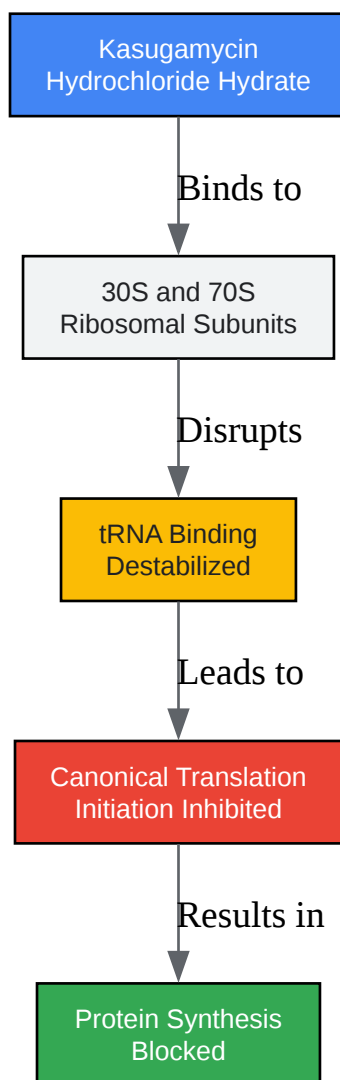 Kasugamycin
Hydrochloride Hydrate
Binds to
30S and 70S
Ribosomal Subunits
Disrupts
tRNA Binding
Destabilized
Leads to
Canonical Translation
Initiation Inhibited
Results in
Protein Synthesis
Blocked